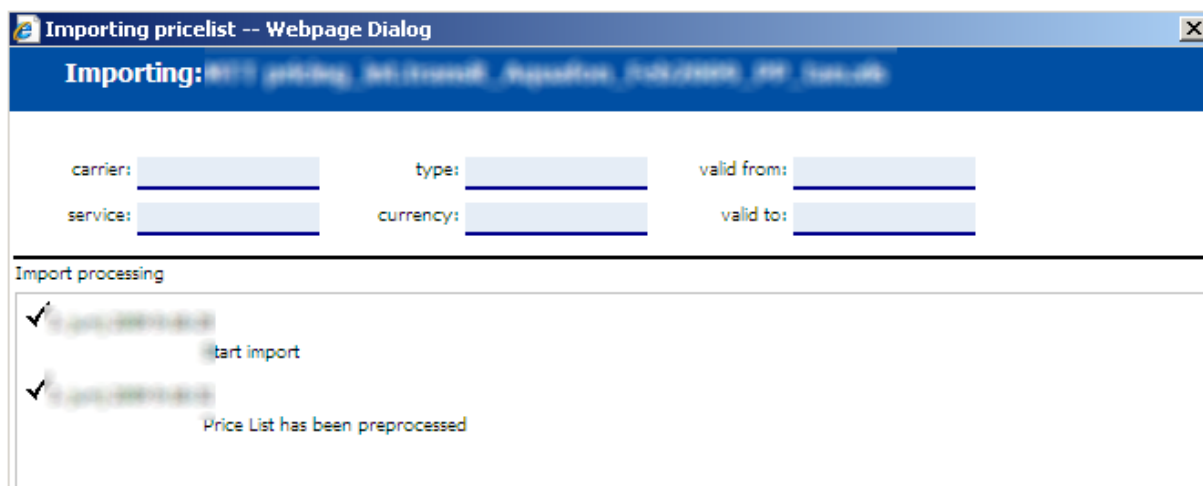 Importing pricelist -- Webpage Dialog
Importing:
carrier: type: valid from:
service: currency: valid to:
Import processing
Start import
Price List has been preprocessed